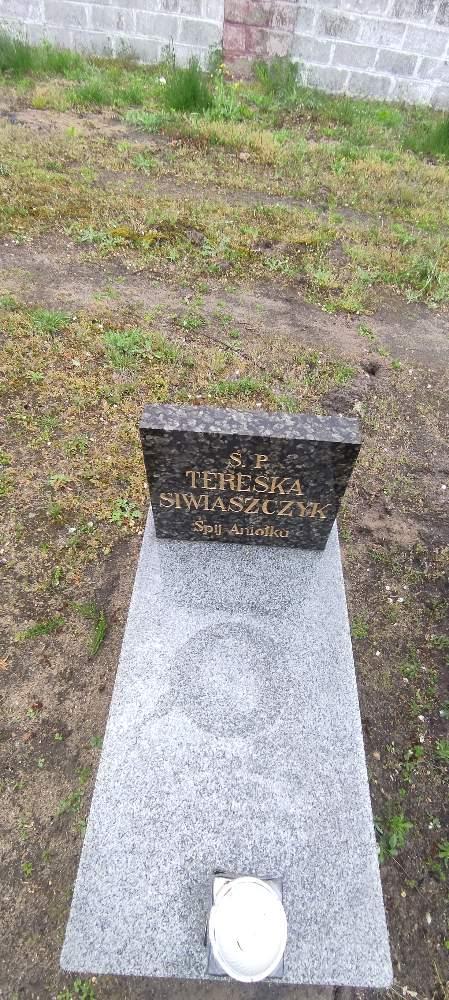 Ś. P.
TERESKA
SIWIASZCZYK
Śpij Aniołku